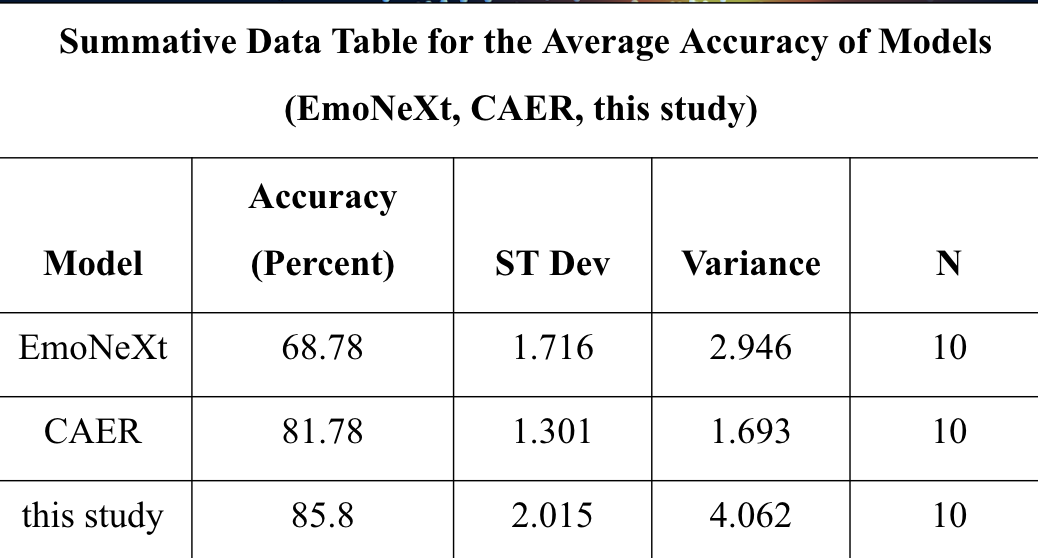 Summative Data Table for the Average Accuracy of Models
(EmoNeXt, CAER, this study)
Model Accuracy (Percent) ST Dev Variance N
EmoNeXt 68.78 1.716 2.946 10
CAER 81.78 1.301 1.693 10
this study 85.8 2.015 4.062 10